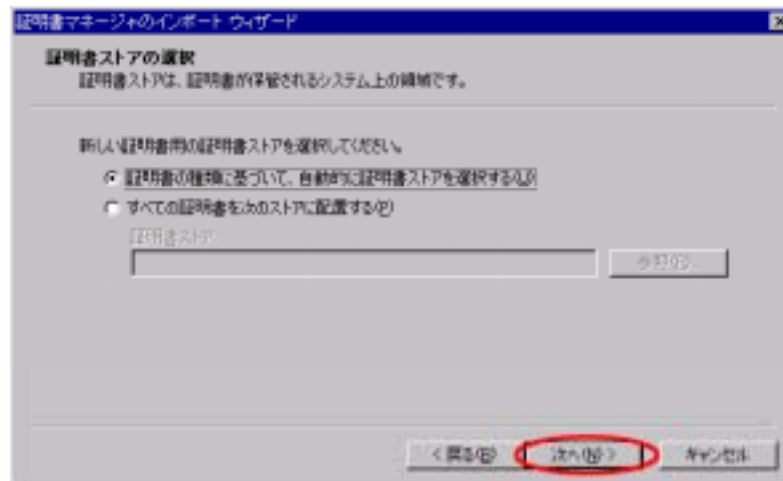 証明書マネージャのインポート ウィザード
証明書ストアの選択
証明書ストアは、証明書が保管されるシステム上の領域です。
新しい証明書用の証明書ストアを選択してください。
証明書の種類に基づいて、自動的に証明書ストアを選択する(U)
すべての証明書を次のストアに配置する(P)
証明書ストア:
参照(R)...
< 戻る(B) 次へ(N) > キャンセル